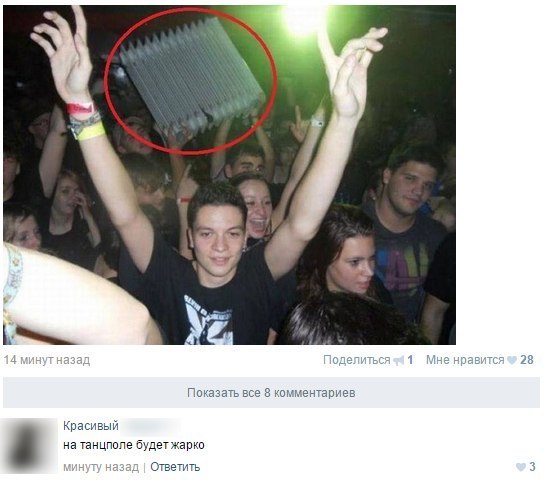 14 минут назад
Поделиться 1 Мне нравится 28
Показать все 8 комментариев
Красивый
на танцполе будет жарко
минуту назад | Ответить
3